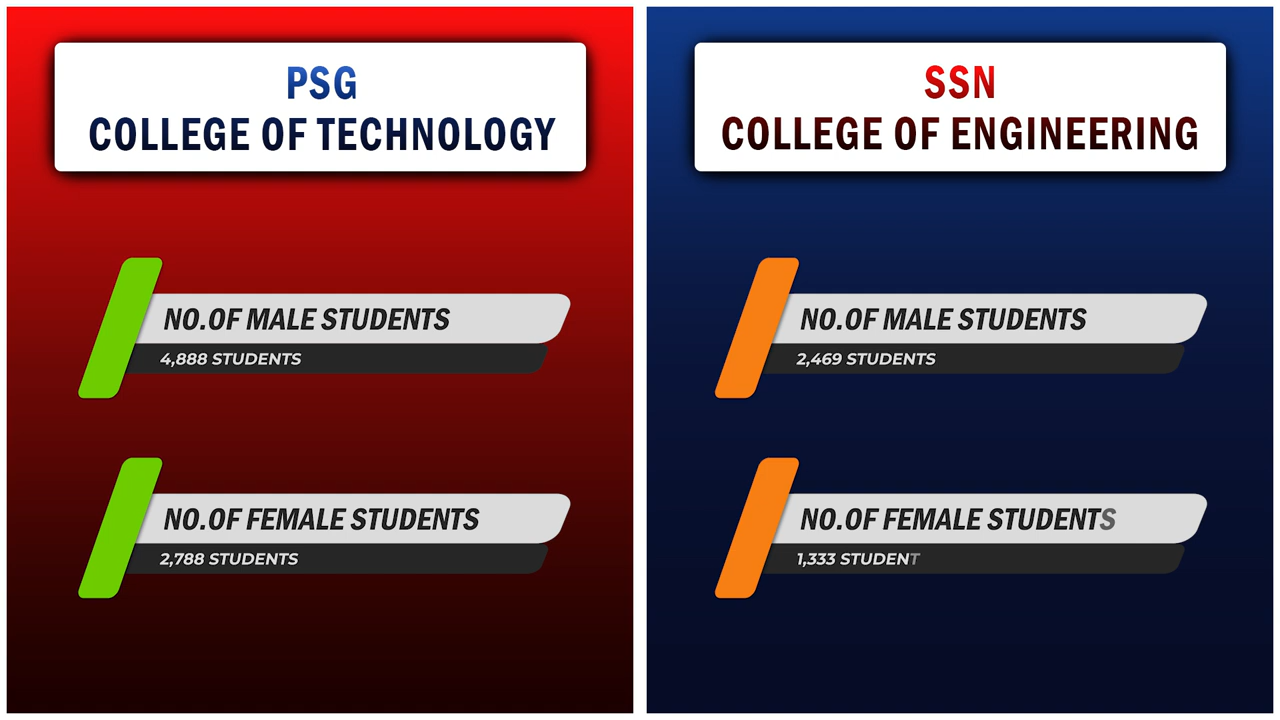 PSG
COLLEGE OF TECHNOLOGY
NO.OF MALE STUDENTS
4,888 STUDENTS
NO.OF FEMALE STUDENTS
2,788 STUDENTS
SSN
COLLEGE OF ENGINEERING
NO.OF MALE STUDENTS
2,469 STUDENTS
NO.OF FEMALE STUDENTS
1,333 STUDENT